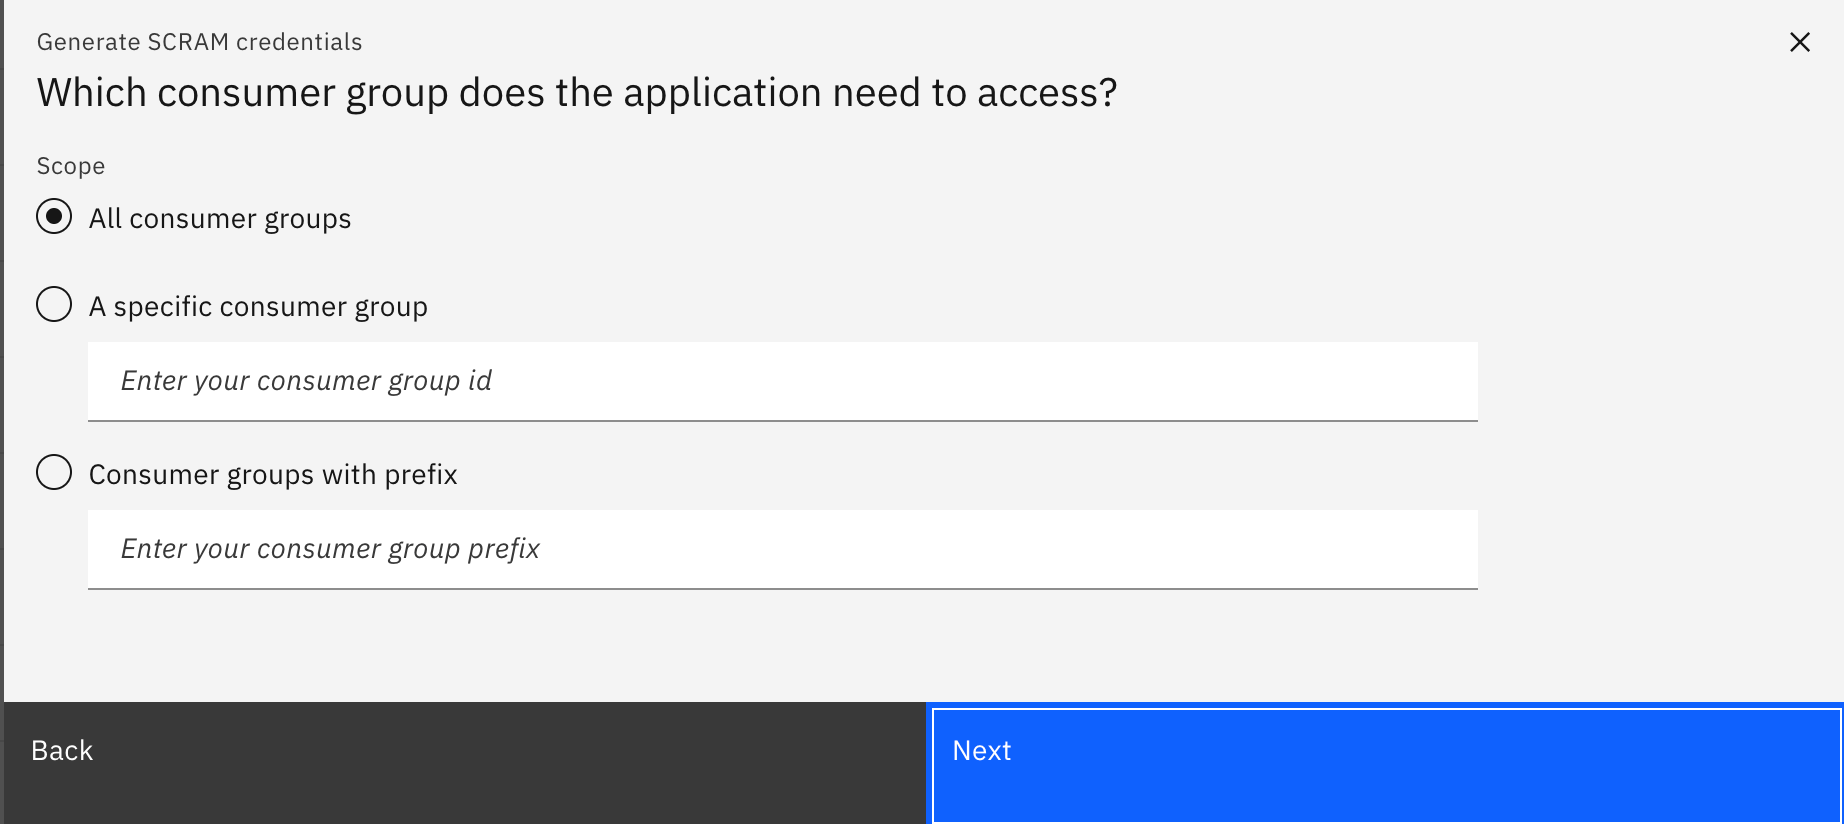 Generate SCRAM credentials
Which consumer group does the application need to access?
Scope
All consumer groups
A specific consumer group
Enter your consumer group id
Consumer groups with prefix
Enter your consumer group prefix
Back
Next